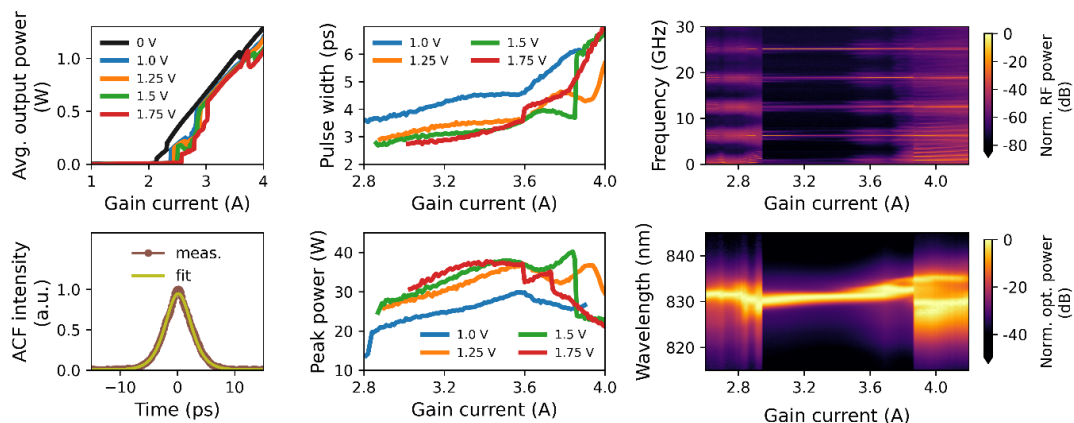 Avg. output power
(W)
1.0
0.5
0.0
0 V
1.0 V
1.25 V
1.5 V
1.75 V
1
2
3
4
Gain current (A)
Pulse width (ps)
6
5
4
3
2
1.0 V
1.5 V
1.25 V
1.75 V
2.8
3.2
3.6
4.0
Gain current (A)
Frequency (GHz)
30
20
10
0
2.8
3.2
3.6
4.0
Gain current (A)
0
−20
−40
−60
−80
Norm. RF power
(dB)
ACF intensity
(a.u.)
1.0
0.5
0.0
meas.
fit
−10
0
10
Time (ps)
Peak power (W)
40
30
20
10
1.0 V
1.5 V
1.25 V
1.75 V
2.8
3.2
3.6
4.0
Gain current (A)
Wavelength (nm)
840
830
820
2.8
3.2
3.6
4.0
Gain current (A)
0
−20
−40
Norm. opt. power
(dB)